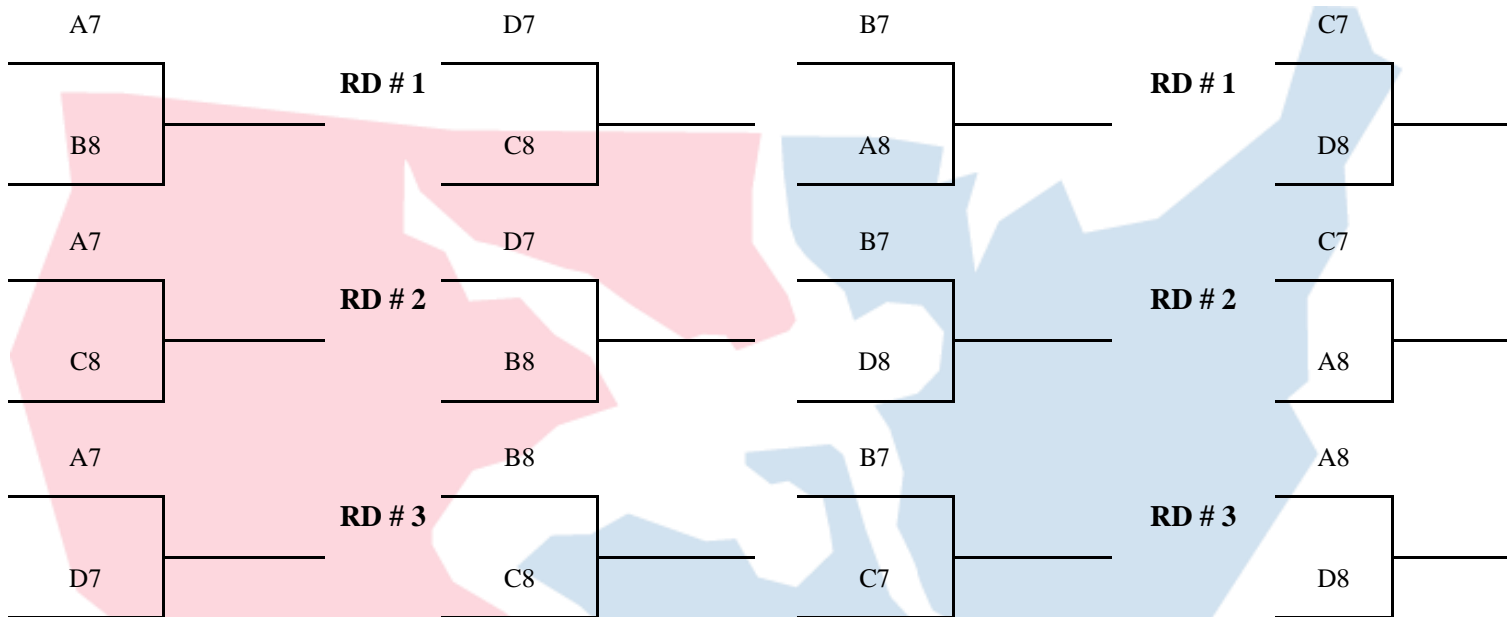 A7 D7 B7 C7
RD # 1 RD # 1
B8 C8 A8 D8
A7 D7 B7 C7
RD # 2 RD # 2
C8 B8 D8 A8
A7 B8 B7 A8
RD # 3 RD # 3
D7 C8 C7 D8